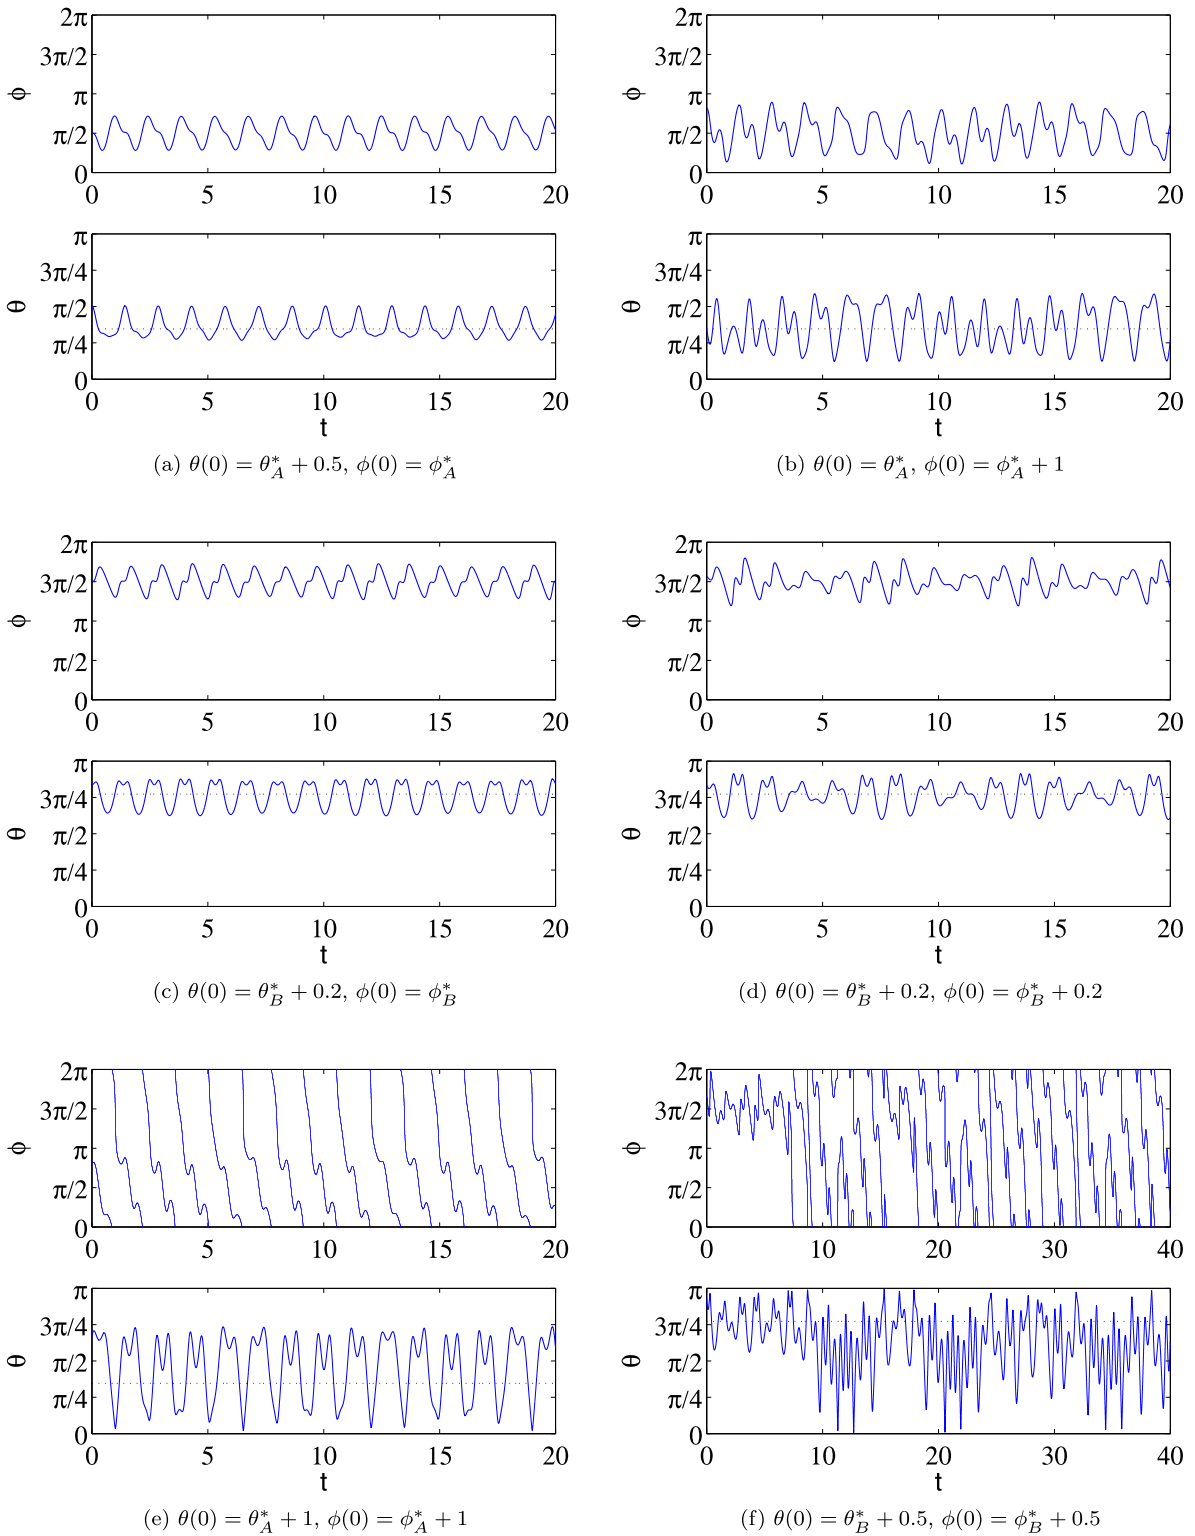 2π
3π/2
π
π/2
0
ϕ
0 5 10 15 20
2π
3π/2
π
π/2
0
ϕ
0 5 10 15 20
π
3π/4
π/2
π/4
0
θ
0 5 10 15 20
t
π
3π/4
π/2
π/4
0
θ
0 5 10 15 20
t
(a) θ(0) = θ*_A + 0.5, ϕ(0) = ϕ*_A
(b) θ(0) = θ*_A, ϕ(0) = ϕ*_A + 1
2π
3π/2
π
π/2
0
ϕ
0 5 10 15 20
2π
3π/2
π
π/2
0
ϕ
0 5 10 15 20
π
3π/4
π/2
π/4
0
θ
0 5 10 15 20
t
π
3π/4
π/2
π/4
0
θ
0 5 10 15 20
t
(c) θ(0) = θ*_B + 0.2, ϕ(0) = ϕ*_B
(d) θ(0) = θ*_B + 0.2, ϕ(0) = ϕ*_B + 0.2
2π
3π/2
π
π/2
0
ϕ
0 5 10 15 20
2π
3π/2
π
π/2
0
ϕ
0 10 20 30 40
π
3π/4
π/2
π/4
0
θ
0 5 10 15 20
t
π
3π/4
π/2
π/4
0
θ
0 10 20 30 40
t
(e) θ(0) = θ*_A + 1, ϕ(0) = ϕ*_A + 1
(f) θ(0) = θ*_B + 0.5, ϕ(0) = ϕ*_B + 0.5